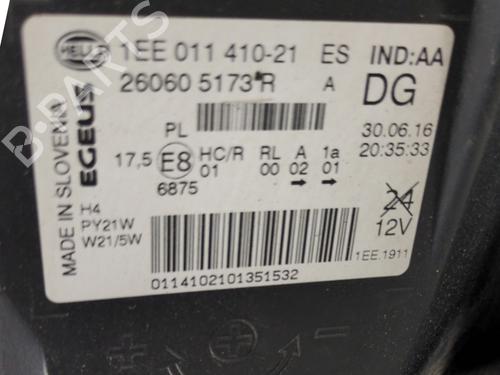 HELLA 1EE 011 410-21 ES IND:AA
26060 5173*R A DG
PL 30.06.16
17,5 E8 HC/R RL A 1a 20:35:33
01 00 02 01
6875 → →
H4 24
PY21W 12V
W21/5W
1EE.1911
0114102101351532
MADE IN SLOVENIA
EGEUS
B-PARTS